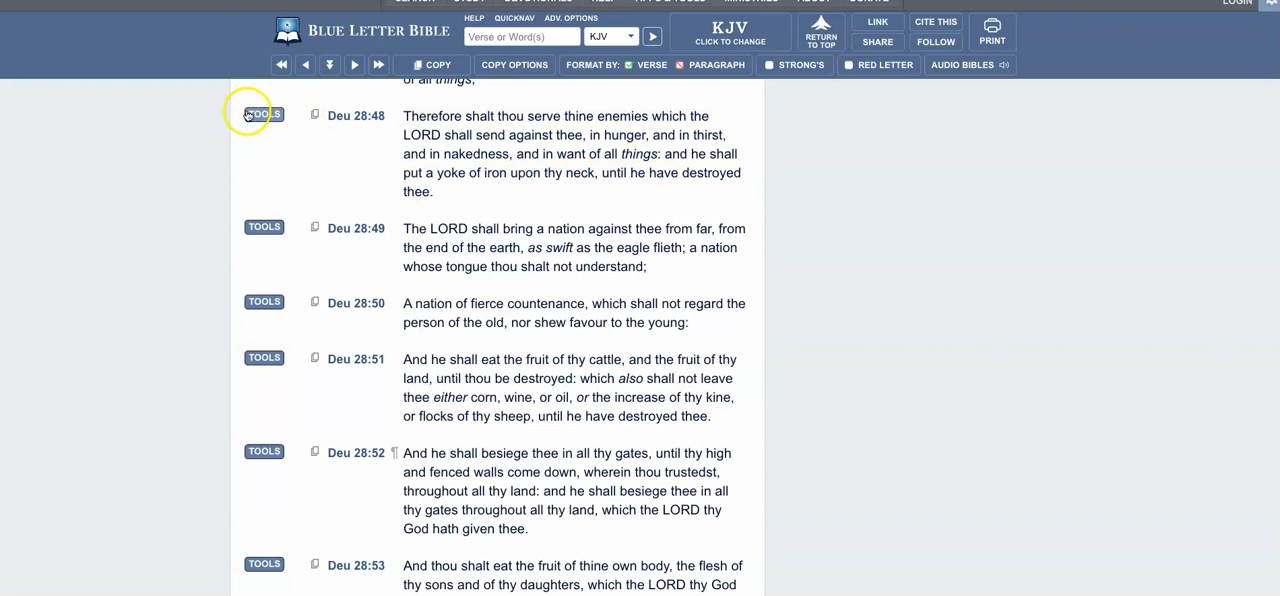 LOGIN
HELP QUICKNAV ADV. OPTIONS
BLUE LETTER BIBLE
Verse or Word(s)
KJV
KJV
CLICK TO CHANGE
RETURN
TO TOP
LINK
CITE THIS
SHARE
FOLLOW
PRINT
COPY
COPY OPTIONS
FORMAT BY: VERSE PARAGRAPH
STRONG'S
RED LETTER
AUDIO BIBLES
of all things;
TOOLS Deu 28:48 Therefore shalt thou serve thine enemies which the
LORD shall send against thee, in hunger, and in thirst,
and in nakedness, and in want of all things: and he shall
put a yoke of iron upon thy neck, until he have destroyed
thee.
TOOLS Deu 28:49 The LORD shall bring a nation against thee from far, from
the end of the earth, as swift as the eagle flieth; a nation
whose tongue thou shalt not understand;
TOOLS Deu 28:50 A nation of fierce countenance, which shall not regard the
person of the old, nor shew favour to the young:
TOOLS Deu 28:51 And he shall eat the fruit of thy cattle, and the fruit of thy
land, until thou be destroyed: which also shall not leave
thee either corn, wine, or oil, or the increase of thy kine,
or flocks of thy sheep, until he have destroyed thee.
TOOLS Deu 28:52 ¶ And he shall besiege thee in all thy gates, until thy high
and fenced walls come down, wherein thou trustedst,
throughout all thy land: and he shall besiege thee in all
thy gates throughout all thy land, which the LORD thy
God hath given thee.
TOOLS Deu 28:53 And thou shalt eat the fruit of thine own body, the flesh of
thy sons and of thy daughters, which the LORD thy God